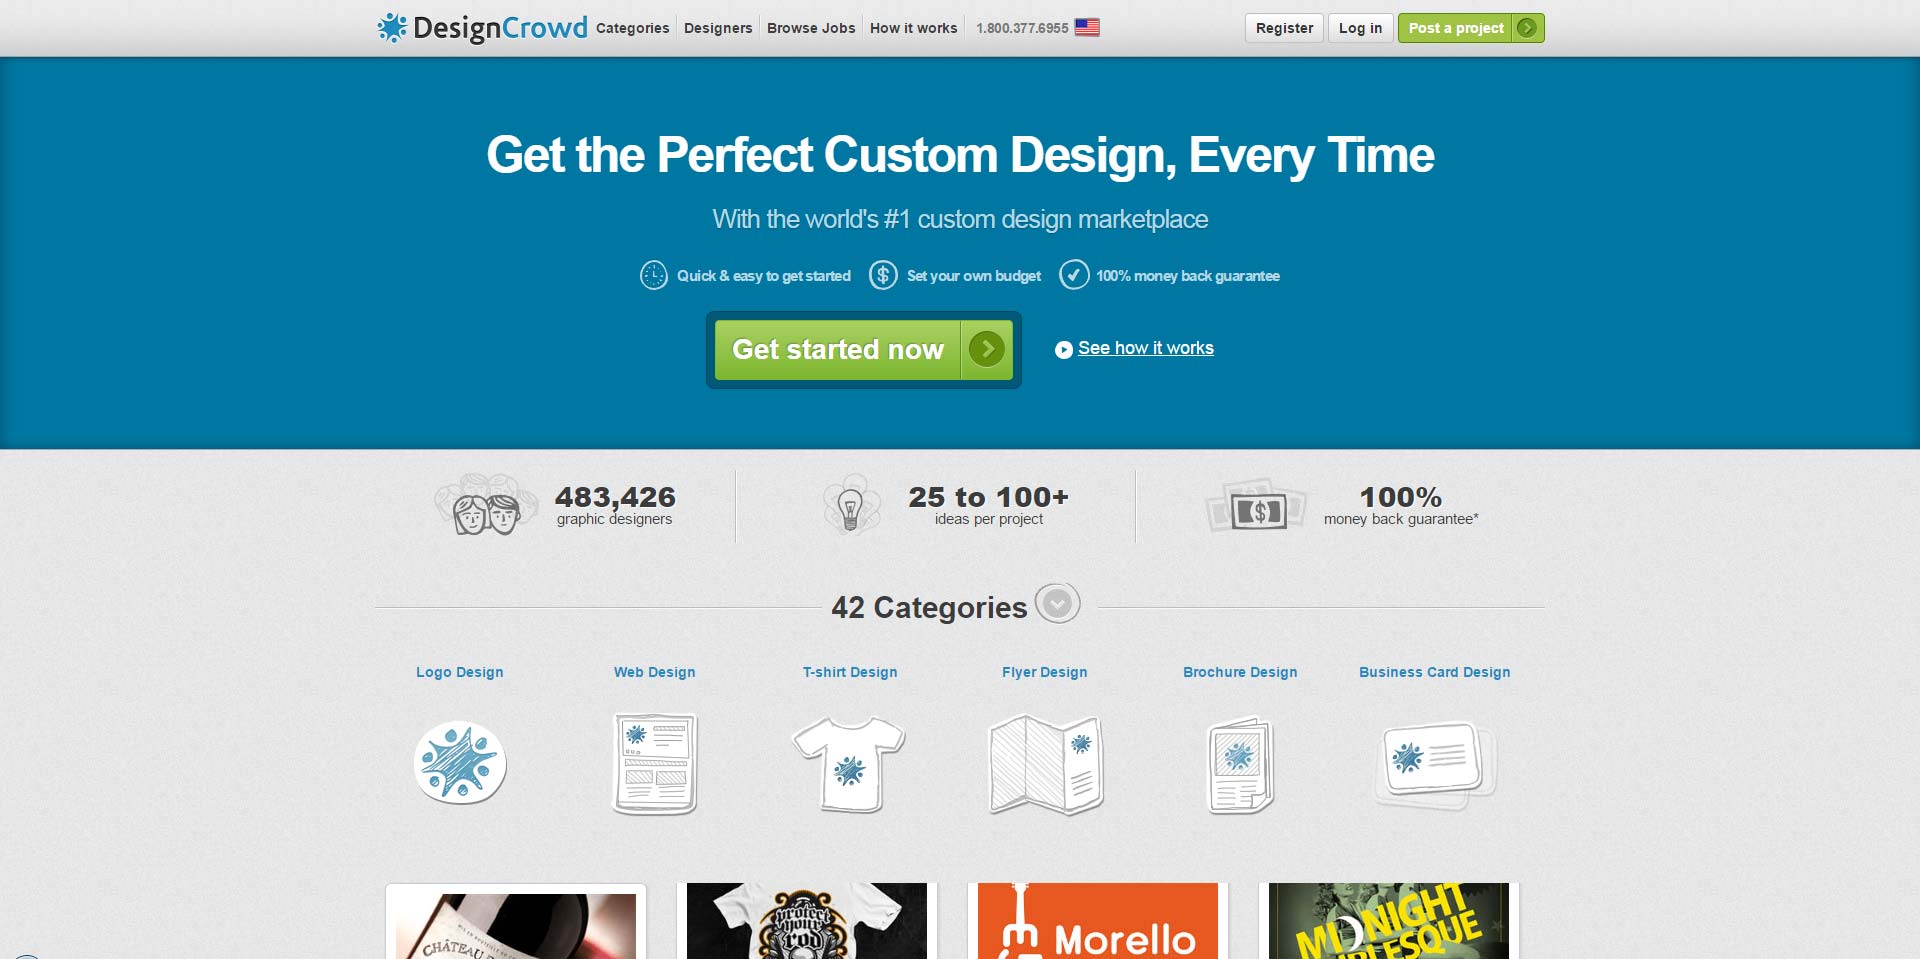 DesignCrowd
Categories
Designers
Browse Jobs
How it works
1.800.377.6955
Register
Log in
Post a project
Get the Perfect Custom Design, Every Time
With the world's #1 custom design marketplace
Quick & easy to get started
Set your own budget
100% money back guarantee
Get started now
See how it works
483,426
graphic designers
25 to 100+
ideas per project
100%
money back guarantee*
42 Categories
Logo Design
Web Design
T-shirt Design
Flyer Design
Brochure Design
Business Card Design
CHÂTEAU
protect
your
rod
Morello
MIDNIGHT